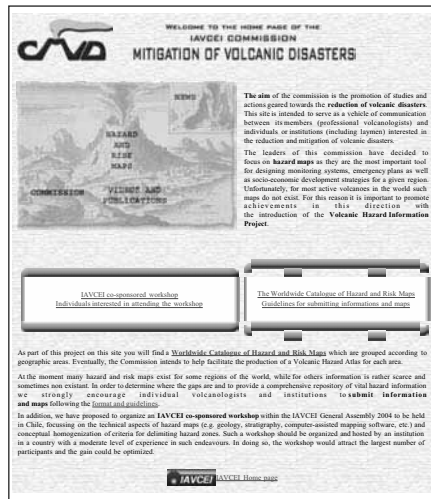 CMVD
WELCOME TO THE HOME PAGE OF THE
IAVCEI COMMISSION
MITIGATION OF VOLCANIC DISASTERS
NEWS
HAZARD
AND
RISK
MAPS
COMMISSION
VIDEOS AND
PUBLICATIONS
The aim of the commission is the promotion of studies and
actions geared towards the reduction of volcanic disasters.
This site is intended to serve as a vehicle of communication
between its members (professional volcanologists) and
individuals or institutions (including laymen) interested in
the reduction and mitigation of volcanic disasters.
The leaders of this commission have decided to
focus on hazard maps as they are the most important tool
for designing monitoring systems, emergency plans as well
as socio-economic development strategies for a given region.
Unfortunately, for most active volcanoes in the world such
maps do not exist. For this reason it is important to promote
achievements in this direction with
the introduction of the Volcanic Hazard Information
Project.
IAVCEI co-sponsored workshop
Individuals interested in attending the workshop
The Worldwide Catalogue of Hazard and Risk Maps
Guidelines for submitting informations and maps
As part of this project on this site you will find a Worldwide Catalogue of Hazard and Risk Maps which are grouped according to
geographic areas. Eventually, the Commission intends to help facilitate the production of a Volcanic Hazard Atlas for each area.
At the moment many hazard and risk maps exist for some regions of the world, while for others information is rather scarce and
sometimes non existant. In order to determine where the gaps are and to provide a comprehensive repository of vital hazard information
we strongly encourage individual volcanologists and institutions to submit information
and maps following the format and guidelines.
In addition, we have proposed to organize an IAVCEI co-sponsored workshop within the IAVCEI General Assembly 2004 to be held
in Chile, focussing on the technical aspects of hazard maps (e.g. geology, stratigraphy, computer-assisted mapping software, etc.) and
conceptual homogenization of criteria for delimiting hazard zones. Such a workshop should be organized and hosted by an institution
in a country with a moderate level of experience in such endeavours. In doing so, the workshop would attract the largest number of
participants and the gain could be optimized.
IAVCEI IAVCEI Home page